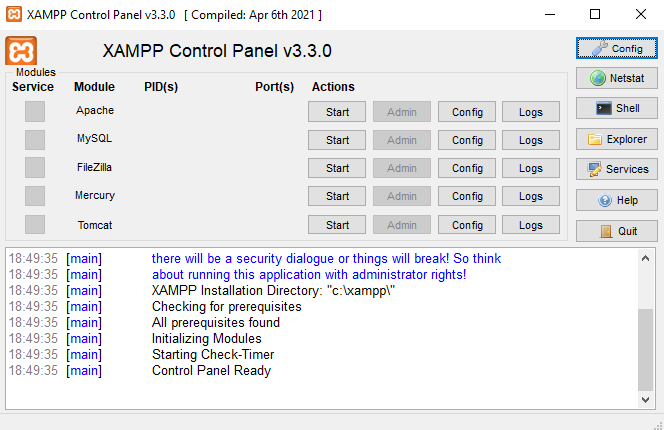 XAMPP Control Panel v3.3.0 [ Compiled: Apr 6th 2021 ]
XAMPP Control Panel v3.3.0
Config
Modules
Netstat
Service Module PID(s) Port(s) Actions
Apache Start Admin Config Logs
Shell
MySQL Start Admin Config Logs
Explorer
FileZilla Start Admin Config Logs
Services
Mercury Start Admin Config Logs
Help
Tomcat Start Admin Config Logs
Quit
18:49:35 [main] there will be a security dialogue or things will break! So think
18:49:35 [main] about running this application with administrator rights!
18:49:35 [main] XAMPP Installation Directory: "c:\xampp\"
18:49:35 [main] Checking for prerequisites
18:49:35 [main] All prerequisites found
18:49:35 [main] Initializing Modules
18:49:35 [main] Starting Check-Timer
18:49:35 [main] Control Panel Ready